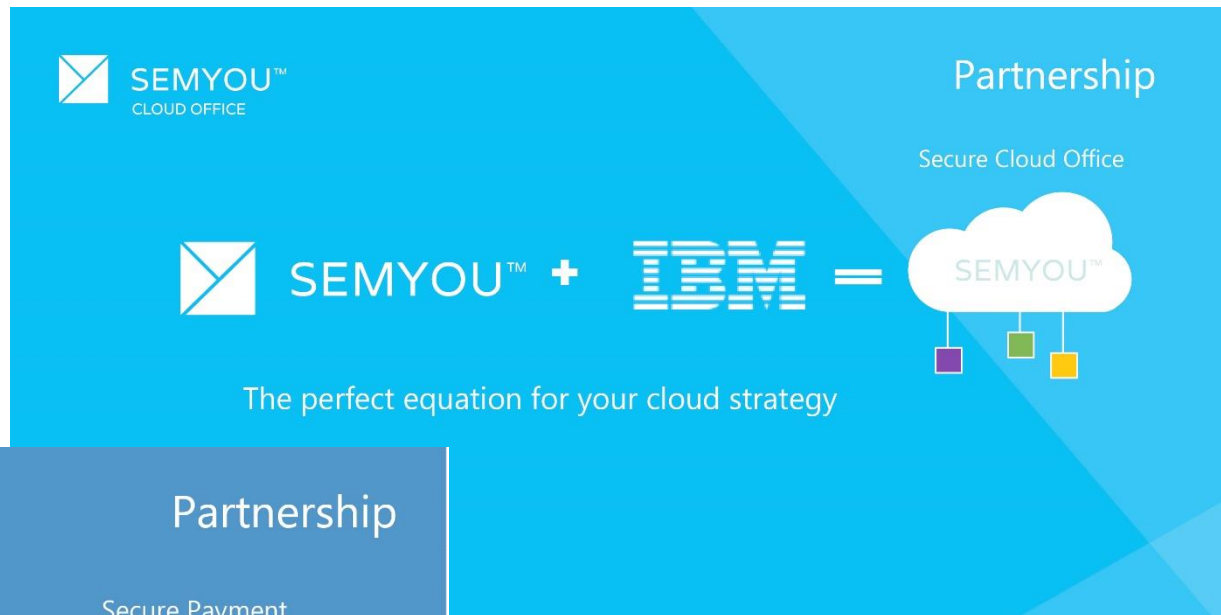 SEMYOU™
CLOUD OFFICE
Partnership
Secure Cloud Office
SEMYOU™ + IBM = SEMYOU™
The perfect equation for your cloud strategy
Partnership
Secure Payment